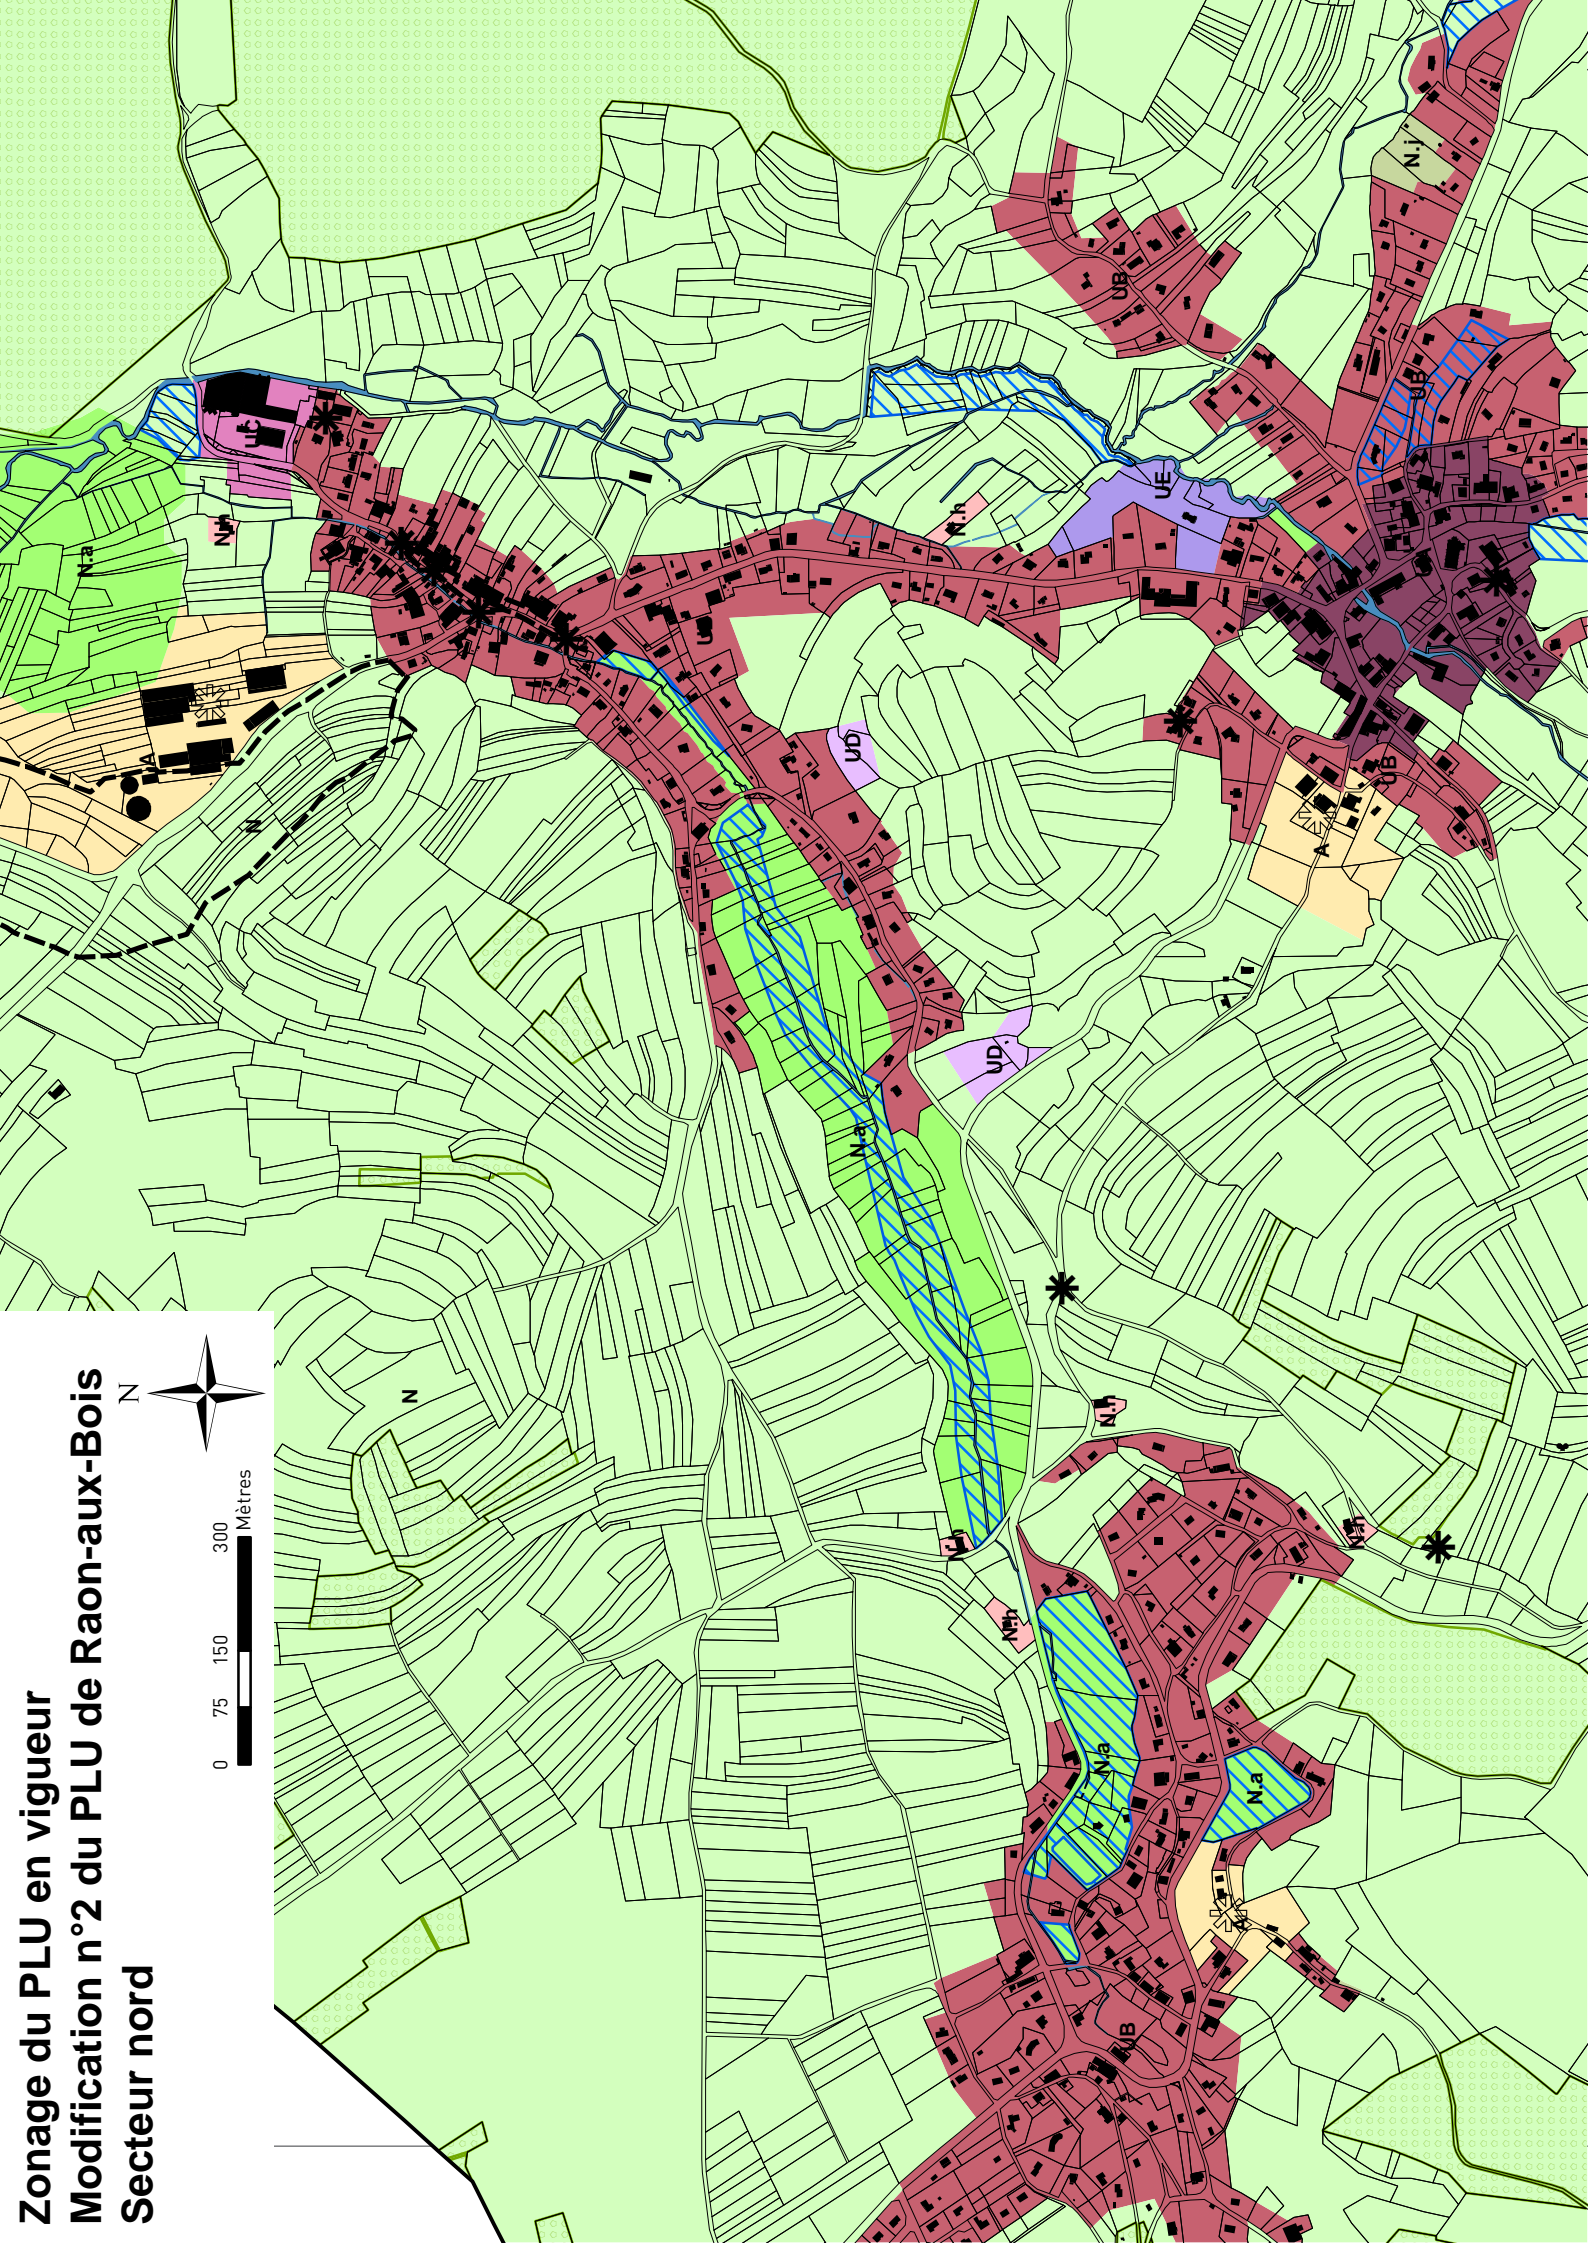 Zonage du PLU en vigueur
Modification n°2 du PLU de Raon-aux-Bois
Secteur nord
N
0 75 150 300
Mètres
N.a
N.h
UC
A
N
N
UB
UD
UD
N.a
N.h
UE
UB
N.j
UB
UB
A
N.h
N.h
N.h
N.h
N.a
N.a
A
UB